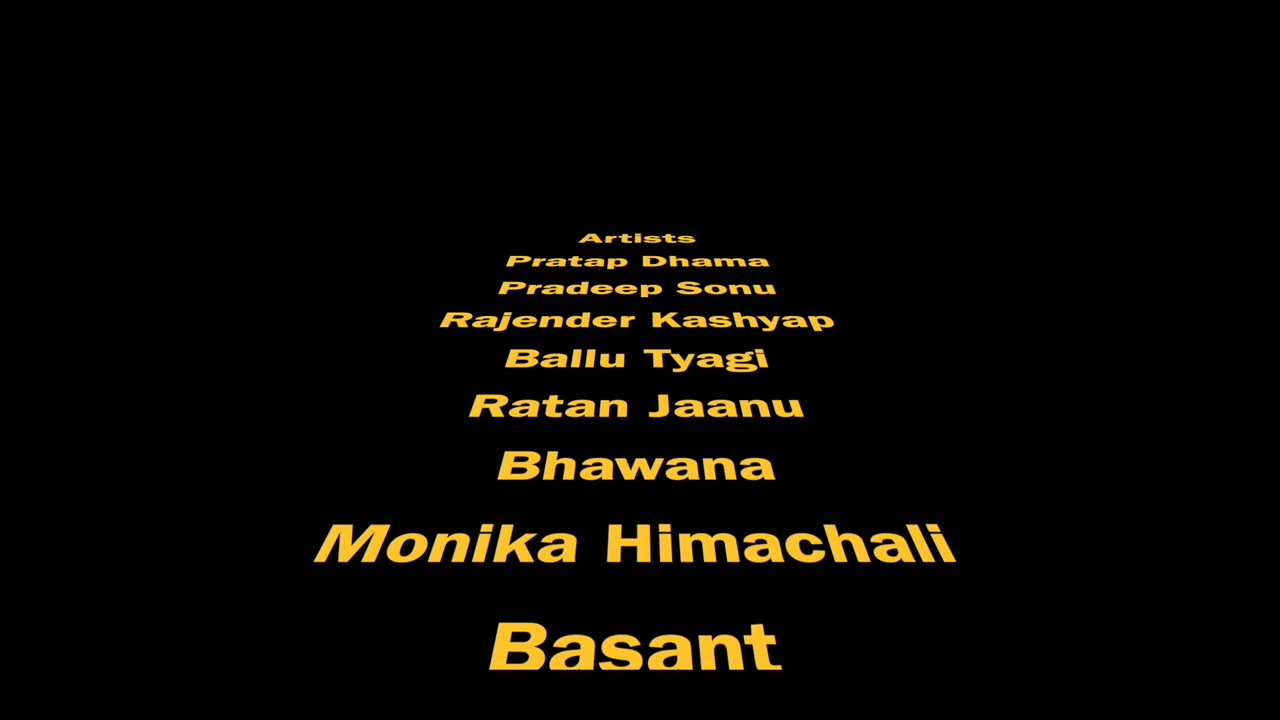 Artists
Pratap Dhama
Pradeep Sonu
Rajender Kashyap
Ballu Tyagi
Ratan Jaanu
Bhawana
Monika Himachali
Basant